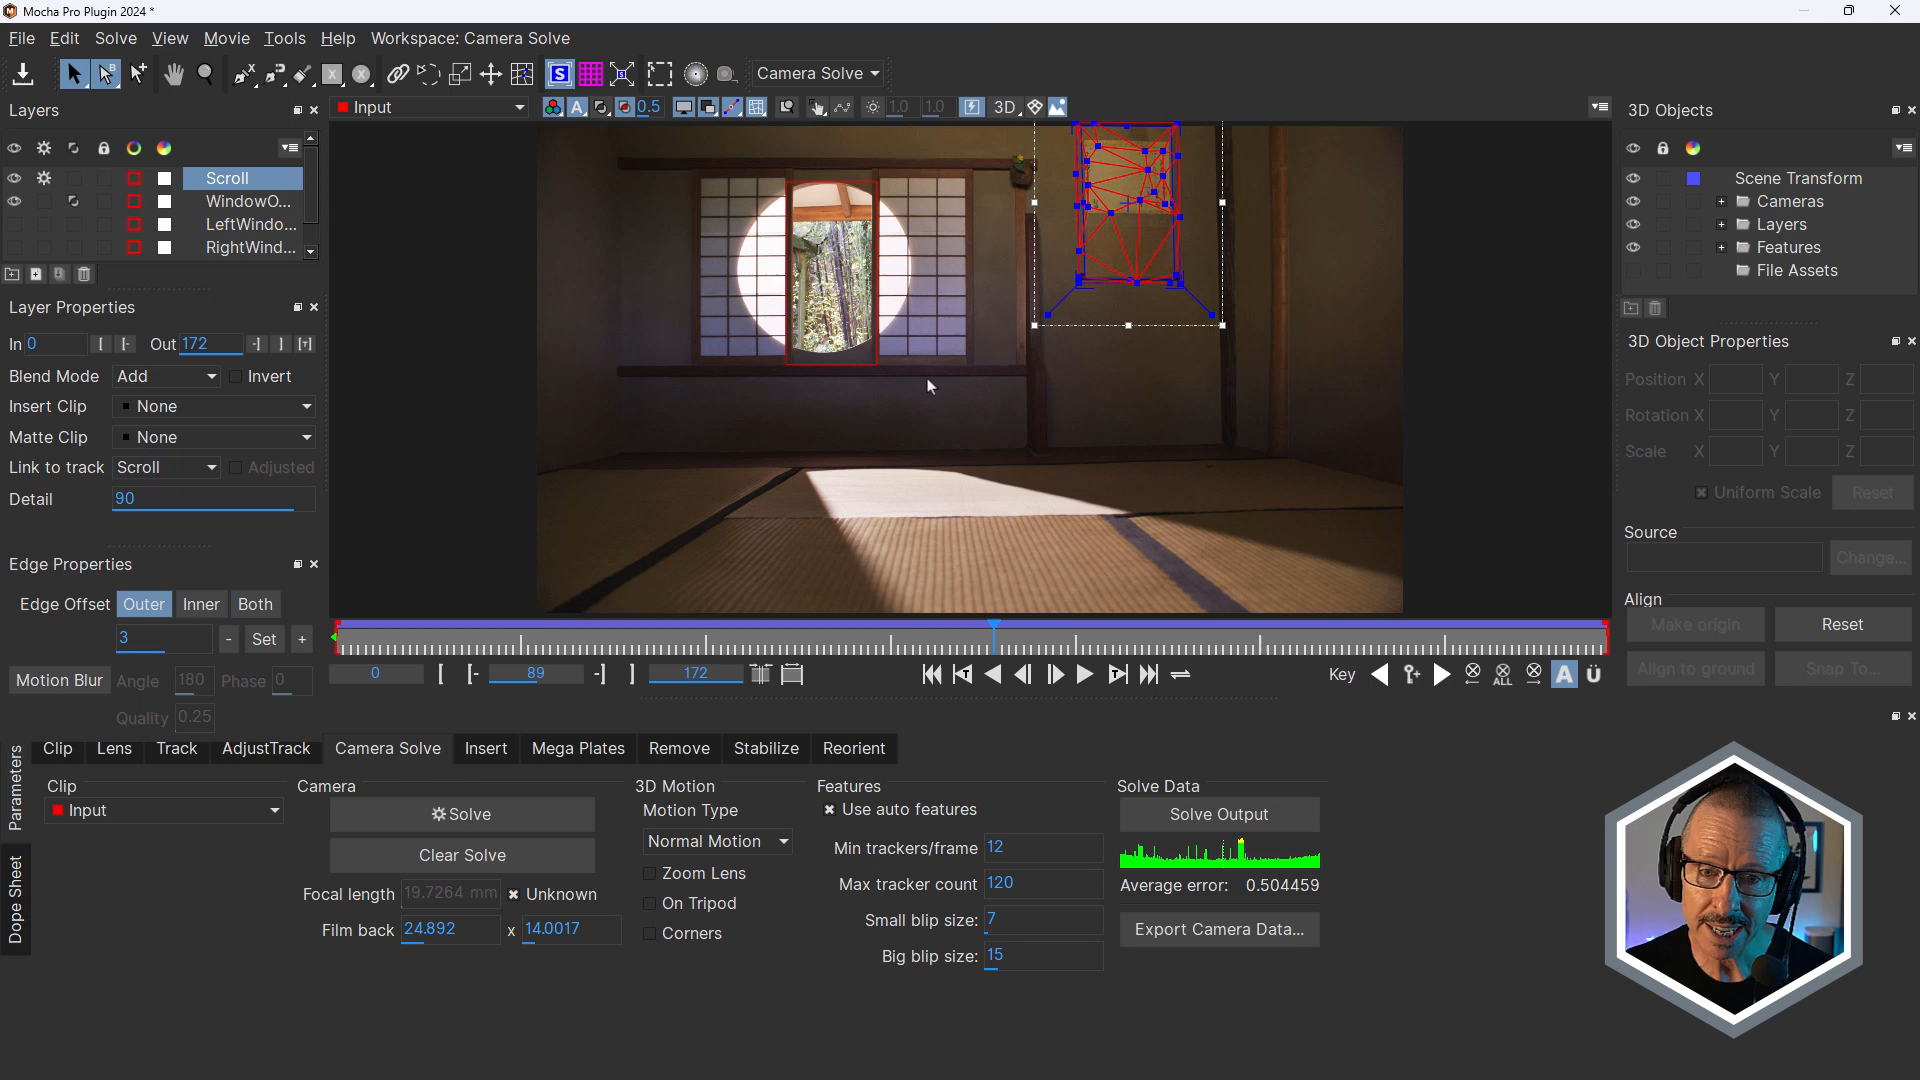 Mocha Pro Plugin 2024 *
File Edit Solve View Movie Tools Help Workspace: Camera Solve
Camera Solve
Layers
Input
0.5
1.0 1.0
3D
3D Objects
Scroll
WindowO...
LeftWindo...
RightWind...
Scene Transform
Cameras
Layers
Features
File Assets
Layer Properties
In 0 Out 172
Blend Mode Add Invert
Insert Clip None
Matte Clip None
Link to track Scroll Adjusted
Detail 90
3D Object Properties
Position X Y Z
Rotation X Y Z
Scale X Y Z
Uniform Scale Reset
Source
Change...
Align
Make origin Reset
Align to ground Snap To...
Edge Properties
Edge Offset Outer Inner Both
3 - Set +
Motion Blur Angle 180 Phase 0
Quality 0.25
0 89 172
Key ALL A Ü
Parameters
Dope Sheet
Clip Lens Track AdjustTrack Camera Solve Insert Mega Plates Remove Stabilize Reorient
Clip
Input
Camera
Solve
Clear Solve
Focal length 19.7264 mm Unknown
Film back 24.892 x 14.0017
3D Motion
Motion Type
Normal Motion
Zoom Lens
On Tripod
Corners
Features
Use auto features
Min trackers/frame 12
Max tracker count 120
Small blip size: 7
Big blip size: 15
Solve Data
Solve Output
Average error: 0.504459
Export Camera Data...